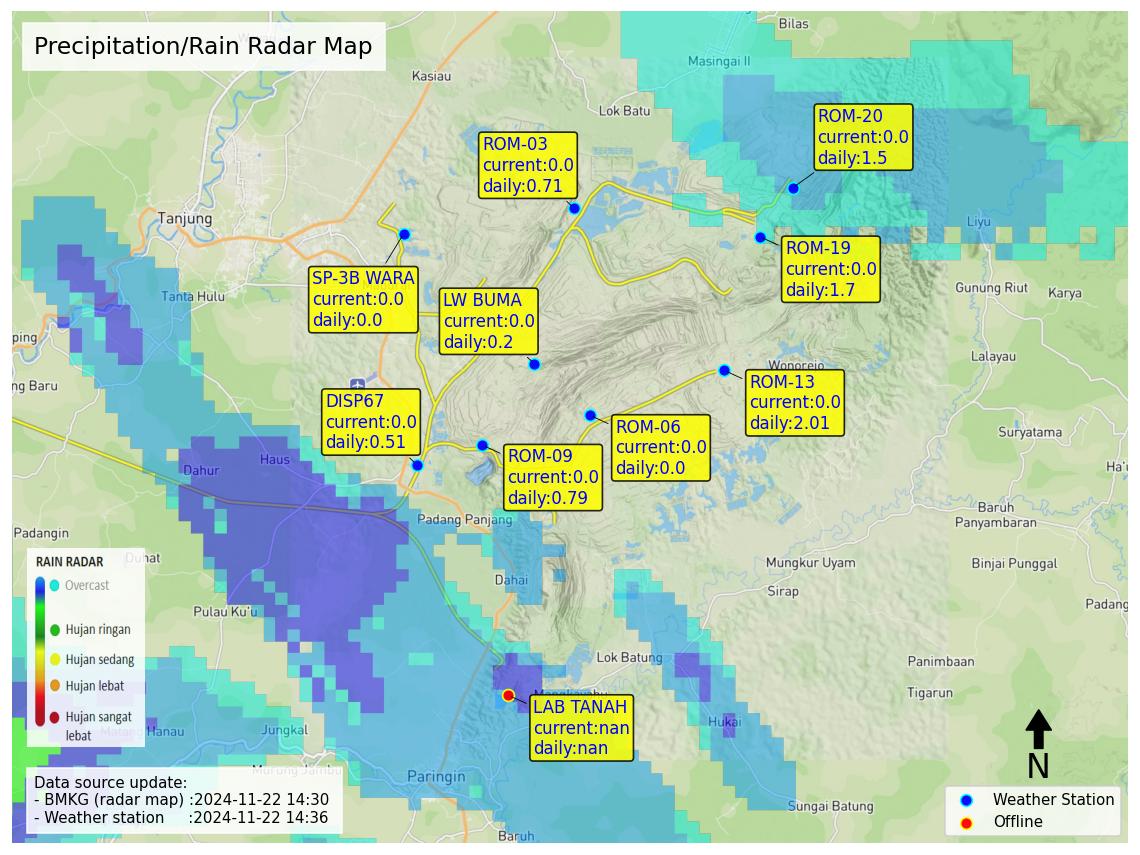 Precipitation/Rain Radar Map
Bilas
Masingai II
Kasiau
Lok Batu
ROM-20
current:0.0
daily:1.5
ROM-03
current:0.0
daily:0.71
Tanjung
Liyu
ROM-19
current:0.0
daily:1.7
SP-3B WARA
current:0.0
daily:0.0
Tanta Hulu
LW BUMA
current:0.0
daily:0.2
Gunung Riut
Karya
ping
Lalayau
Wonorejo
ng Baru
ROM-13
current:0.0
daily:2.01
DISP67
current:0.0
daily:0.51
ROM-06
current:0.0
daily:0.0
Suryatama
Haus
Dahur
ROM-09
current:0.0
daily:0.79
Ha'u
Padang Panjang
Baruh
Panyambaran
Padangin
Duhat
Mungkur Uyam
Binjai Punggal
RAIN RADAR
Overcast
Hujan ringan
Hujan sedang
Hujan lebat
Hujan sangat
lebat
Dahai
Sirap
Padang
Pulau Ku'u
Lok Batung
Panimbaan
Tigarun
LAB TANAH
current:nan
daily:nan
Hukai
Matang Hanau
Jungkal
Murung Jambu
Paringin
N
Data source update:
- BMKG (radar map) :2024-11-22 14:30
- Weather station :2024-11-22 14:36
Sungai Batung
Baruh
Weather Station
Offline